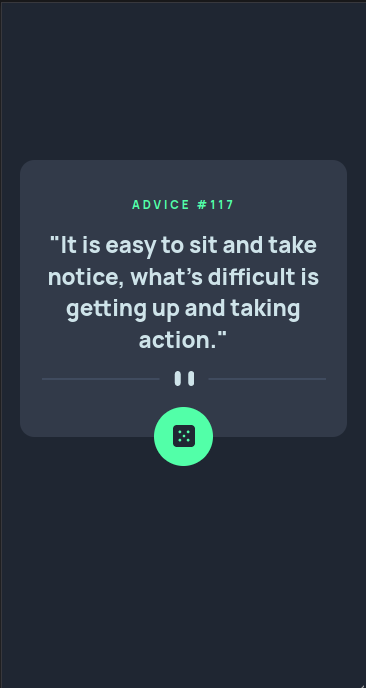 ADVICE #117
"It is easy to sit and take
notice, what's difficult is
getting up and taking
action."